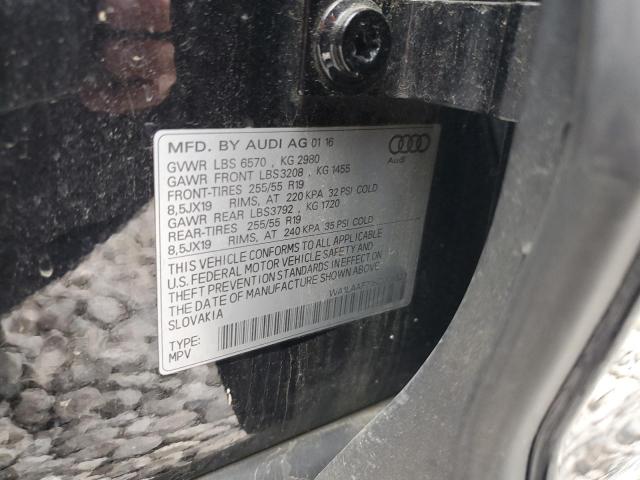 MFD. BY AUDI AG 01 16
GVWR LBS 6570 , KG 2980
GAWR FRONT LBS3208 , KG 1455
FRONT-TIRES 255/55 R19
8,5JX19 RIMS, AT 220 KPA 32 PSI COLD
GAWR REAR LBS3792 , KG 1720
REAR-TIRES 255/55 R19
8,5JX19 RIMS, AT 240 KPA 35 PSI COLD
Audi
THIS VEHICLE CONFORMS TO ALL APPLICABLE
U.S. FEDERAL MOTOR VEHICLE SAFETY AND
THEFT PREVENTION STANDARDS IN EFFECT ON
THE DATE OF MANUFACTURE SHOWN ABOVE.
SLOVAKIA
TYPE:
MPV